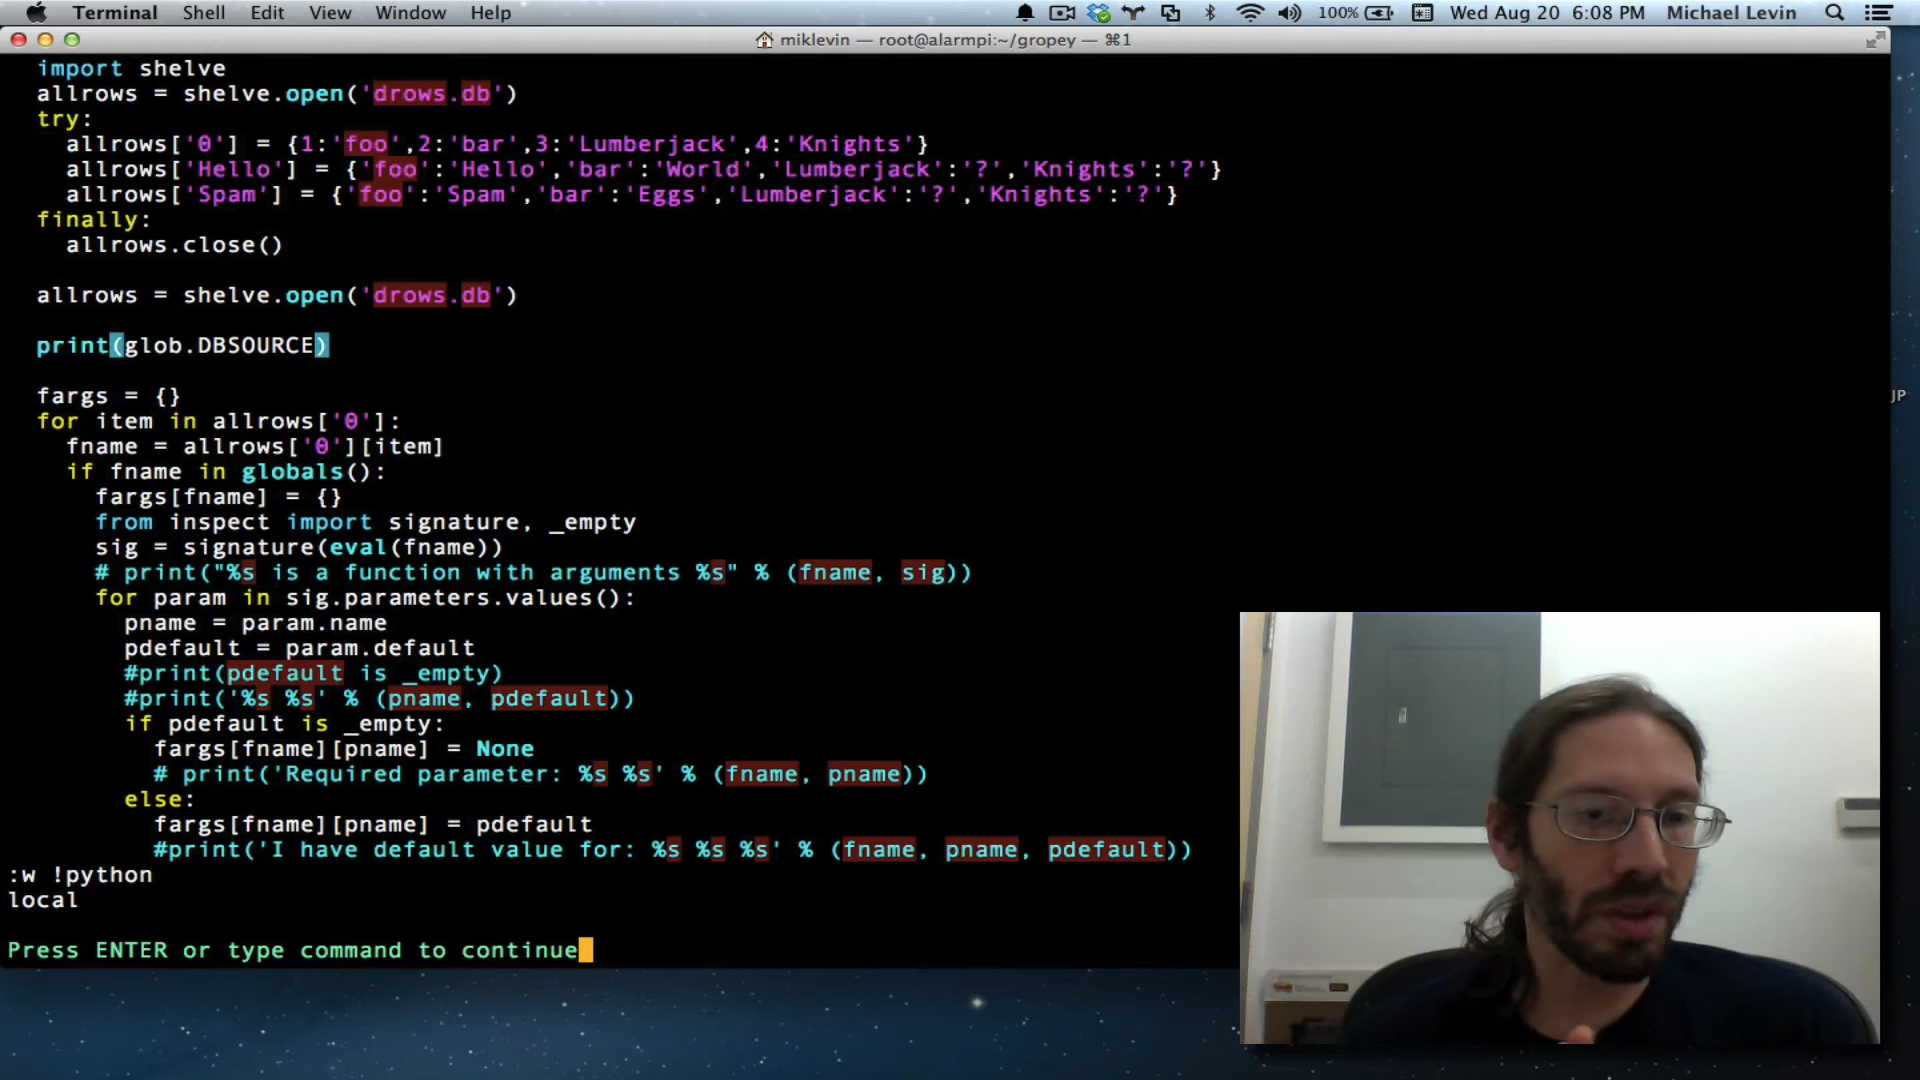 Terminal Shell Edit View Window Help 100% Wed Aug 20 6:08 PM Michael Levin
miklevin — root@alarmpi:~/gropey — ⌘1
import shelve
allrows = shelve.open('drows.db')
try:
allrows['0'] = {1:'foo',2:'bar',3:'Lumberjack',4:'Knights'}
allrows['Hello'] = {'foo':'Hello','bar':'World','Lumberjack':'?','Knights':'?'}
allrows['Spam'] = {'foo':'Spam','bar':'Eggs','Lumberjack':'?','Knights':'?'}
finally:
allrows.close()
allrows = shelve.open('drows.db')
print(glob.DBSOURCE)
fargs = {}
for item in allrows['0']:
fname = allrows['0'][item]
if fname in globals():
fargs[fname] = {}
from inspect import signature, _empty
sig = signature(eval(fname))
# print("%s is a function with arguments %s" % (fname, sig))
for param in sig.parameters.values():
pname = param.name
pdefault = param.default
#print(pdefault is _empty)
#print('%s %s' % (pname, pdefault))
if pdefault is _empty:
fargs[fname][pname] = None
# print('Required parameter: %s %s' % (fname, pname))
else:
fargs[fname][pname] = pdefault
#print('I have default value for: %s %s %s' % (fname, pname, pdefault))
:w !python
local
Press ENTER or type command to continue
JP